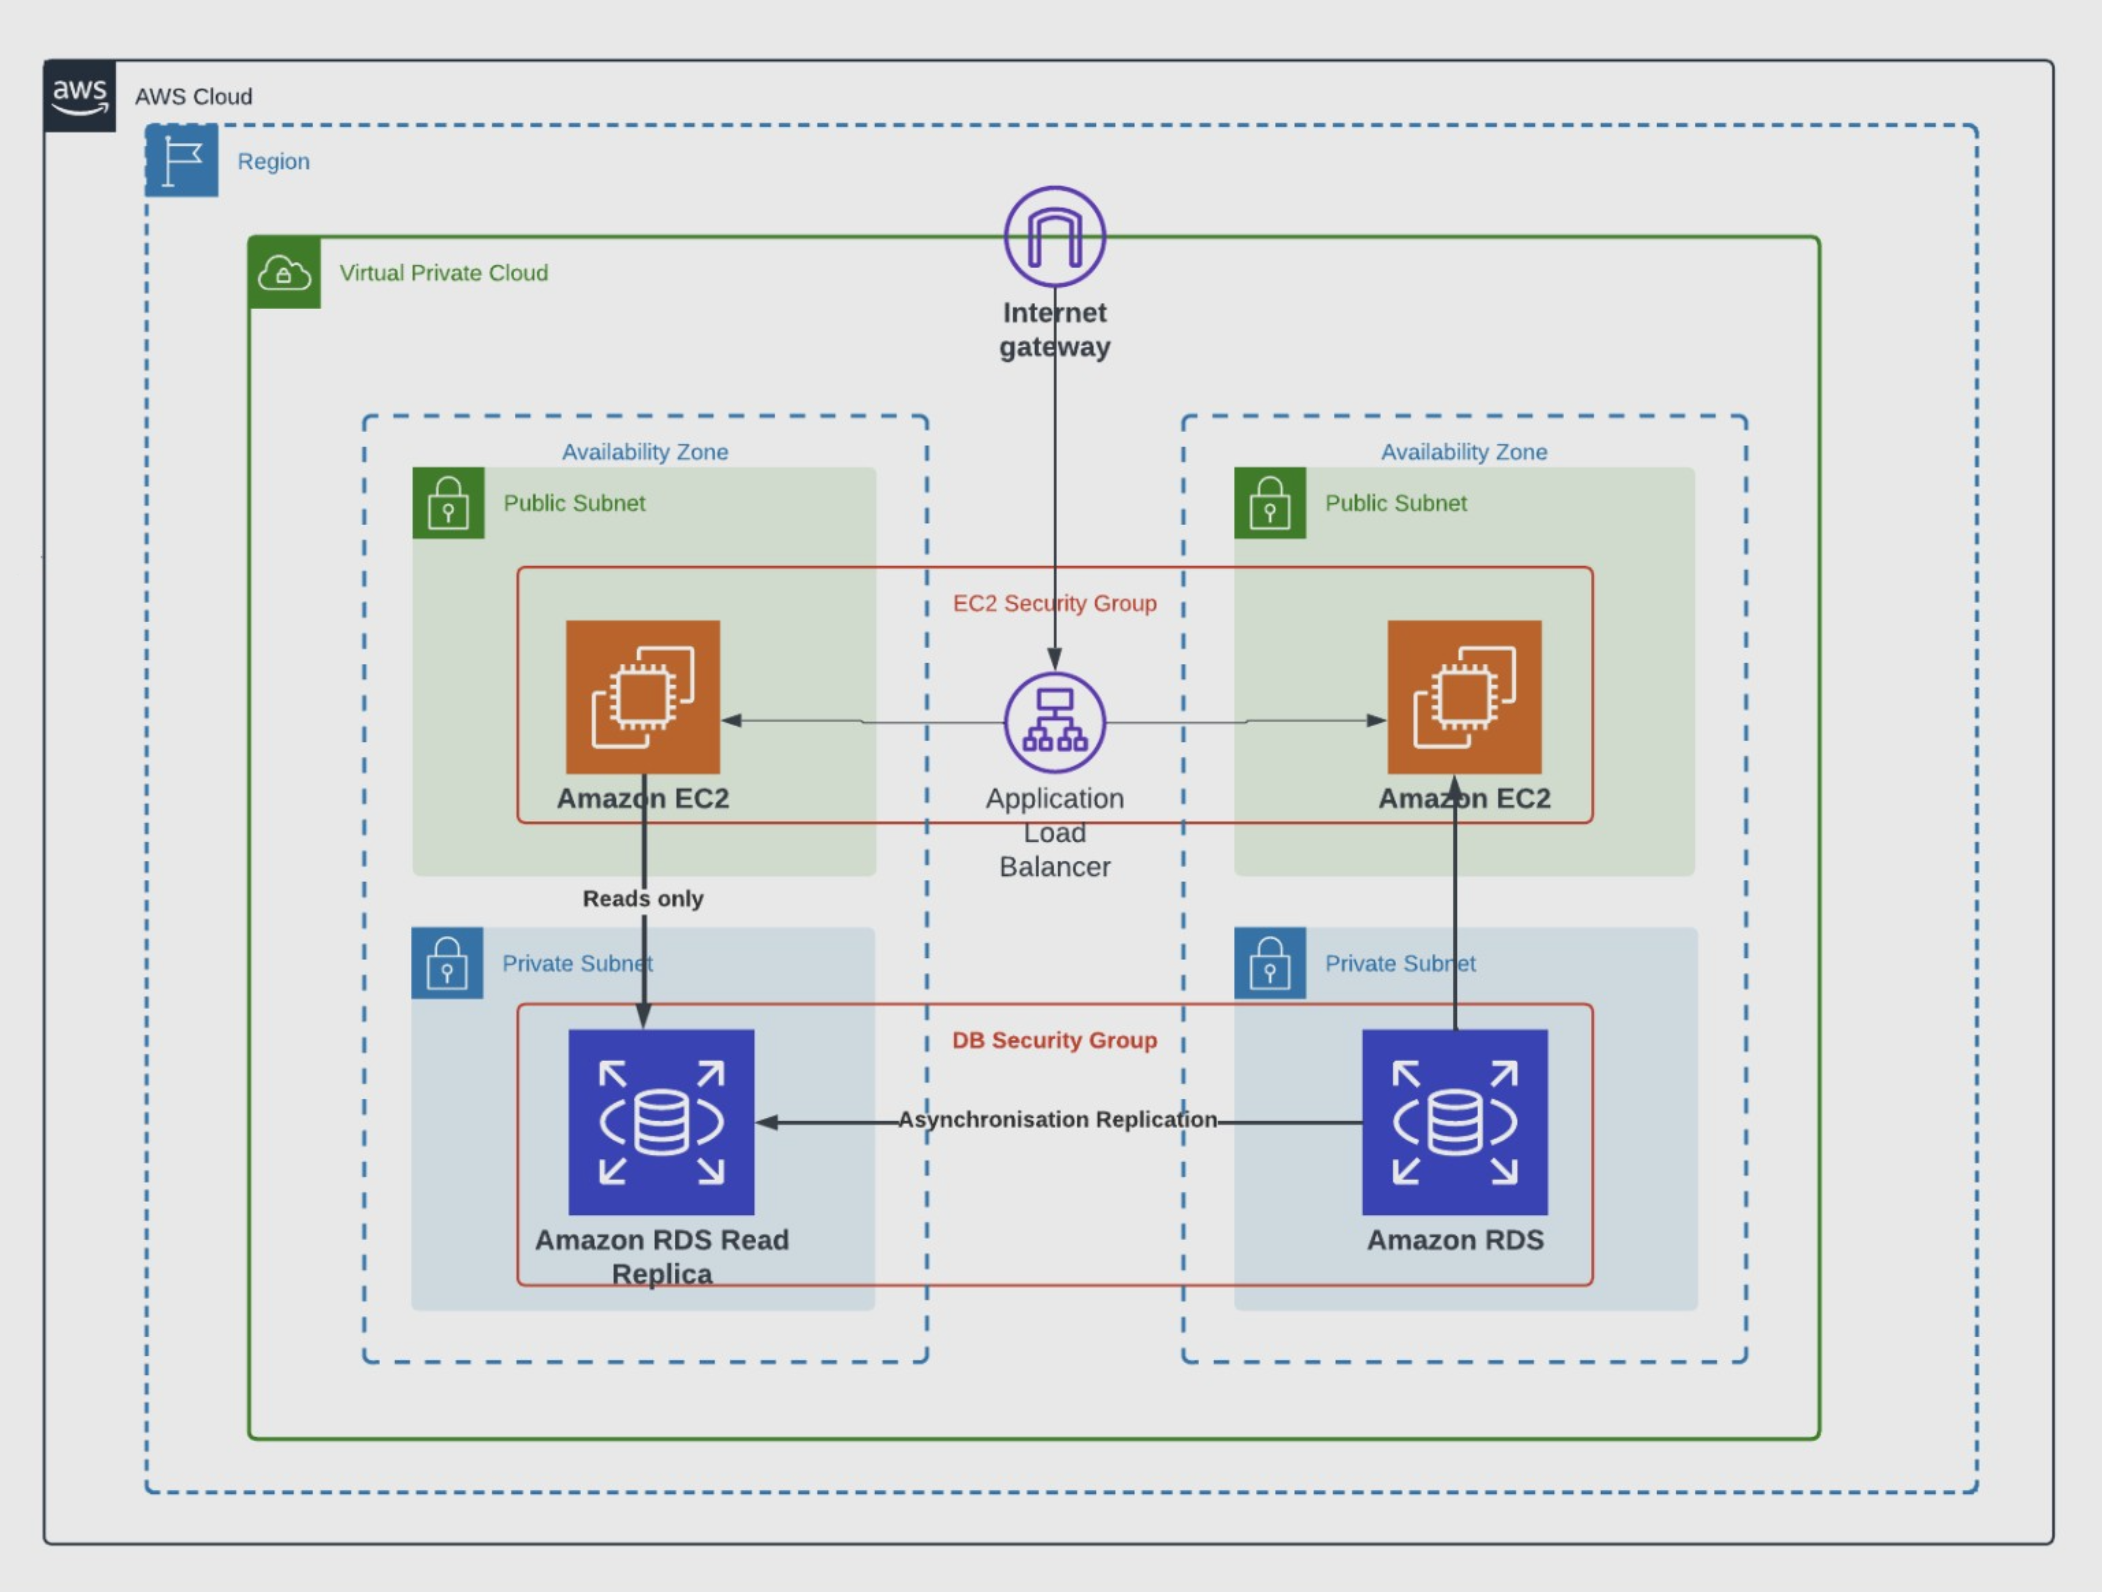 aws
AWS Cloud
Region
Virtual Private Cloud
Internet
gateway
Availability Zone
Availability Zone
Public Subnet
Public Subnet
EC2 Security Group
Amazon EC2
Application
Load
Balancer
Amazon EC2
Reads only
Private Subnet
Private Subnet
DB Security Group
Asynchronisation Replication
Amazon RDS Read
Replica
Amazon RDS